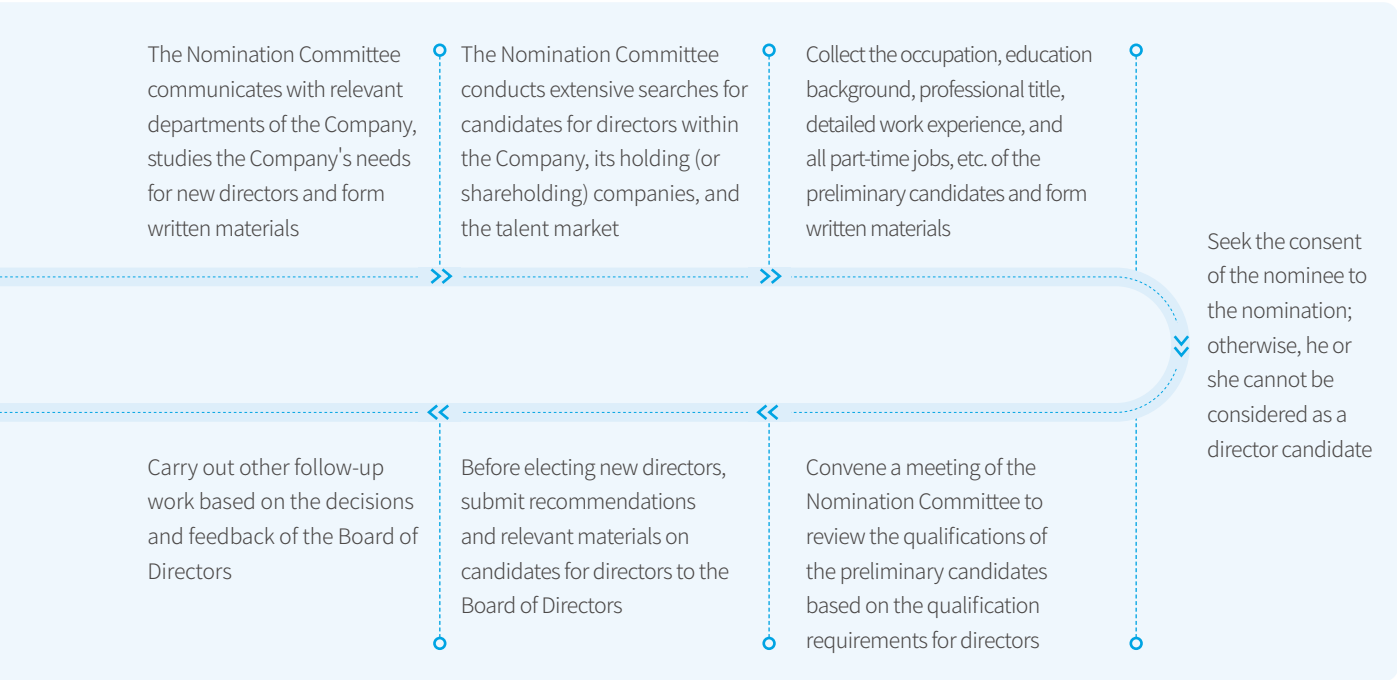 The Nomination Committee
communicates with relevant
departments of the Company,
studies the Company's needs
for new directors and form
written materials
The Nomination Committee
conducts extensive searches for
candidates for directors within
the Company, its holding (or
shareholding) companies, and
the talent market
Collect the occupation, education
background, professional title,
detailed work experience, and
all part-time jobs, etc. of the
preliminary candidates and form
written materials
Seek the consent
of the nominee to
the nomination;
otherwise, he or
she cannot be
considered as a
director candidate
Convene a meeting of the
Nomination Committee to
review the qualifications of
the preliminary candidates
based on the qualification
requirements for directors
Before electing new directors,
submit recommendations
and relevant materials on
candidates for directors to the
Board of Directors
Carry out other follow-up
work based on the decisions
and feedback of the Board of
Directors